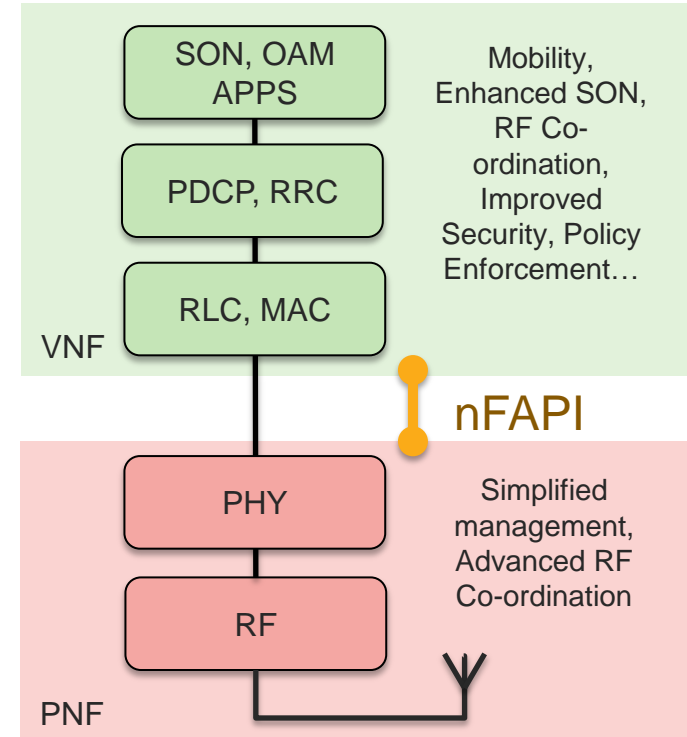 SON, OAM
APPS
Mobility,
Enhanced SON,
RF Co-
ordination,
Improved
Security, Policy
Enforcement…
PDCP, RRC
RLC, MAC
VNF
nFAPI
PHY
Simplified
management,
Advanced RF
Co-ordination
RF
PNF